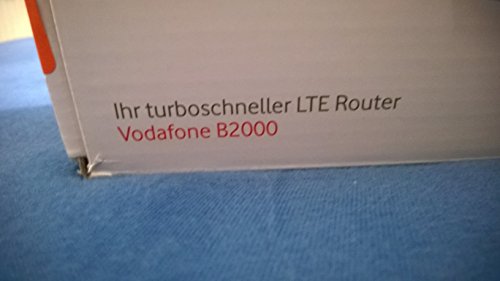 Ihr turboschneller LTE Router
Vodafone B2000